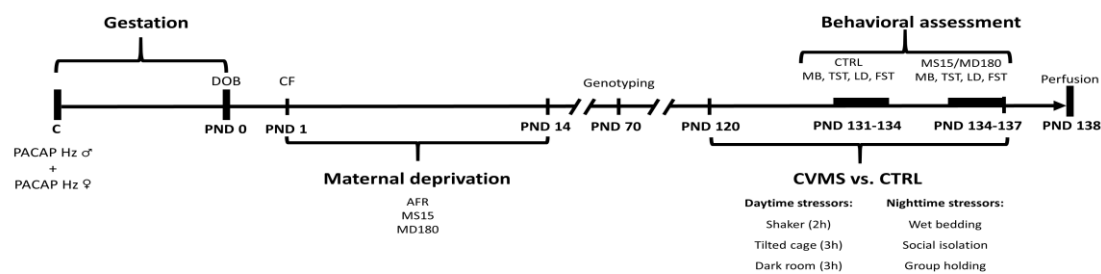 Gestation
Behavioral assessment
CTRL
MB, TST, LD, FST
MS15/MD180
MB, TST, LD, FST
DOB
CF
Genotyping
Perfusion
C
PND 0
PND 1
PND 14
PND 70
PND 120
PND 131-134
PND 134-137
PND 138
PACAP Hz ♂
+
PACAP Hz ♀
Maternal deprivation
AFR
MS15
MD180
CVMS vs. CTRL
Daytime stressors:
Shaker (2h)
Tilted cage (3h)
Dark room (3h)
Nighttime stressors:
Wet bedding
Social isolation
Group holding